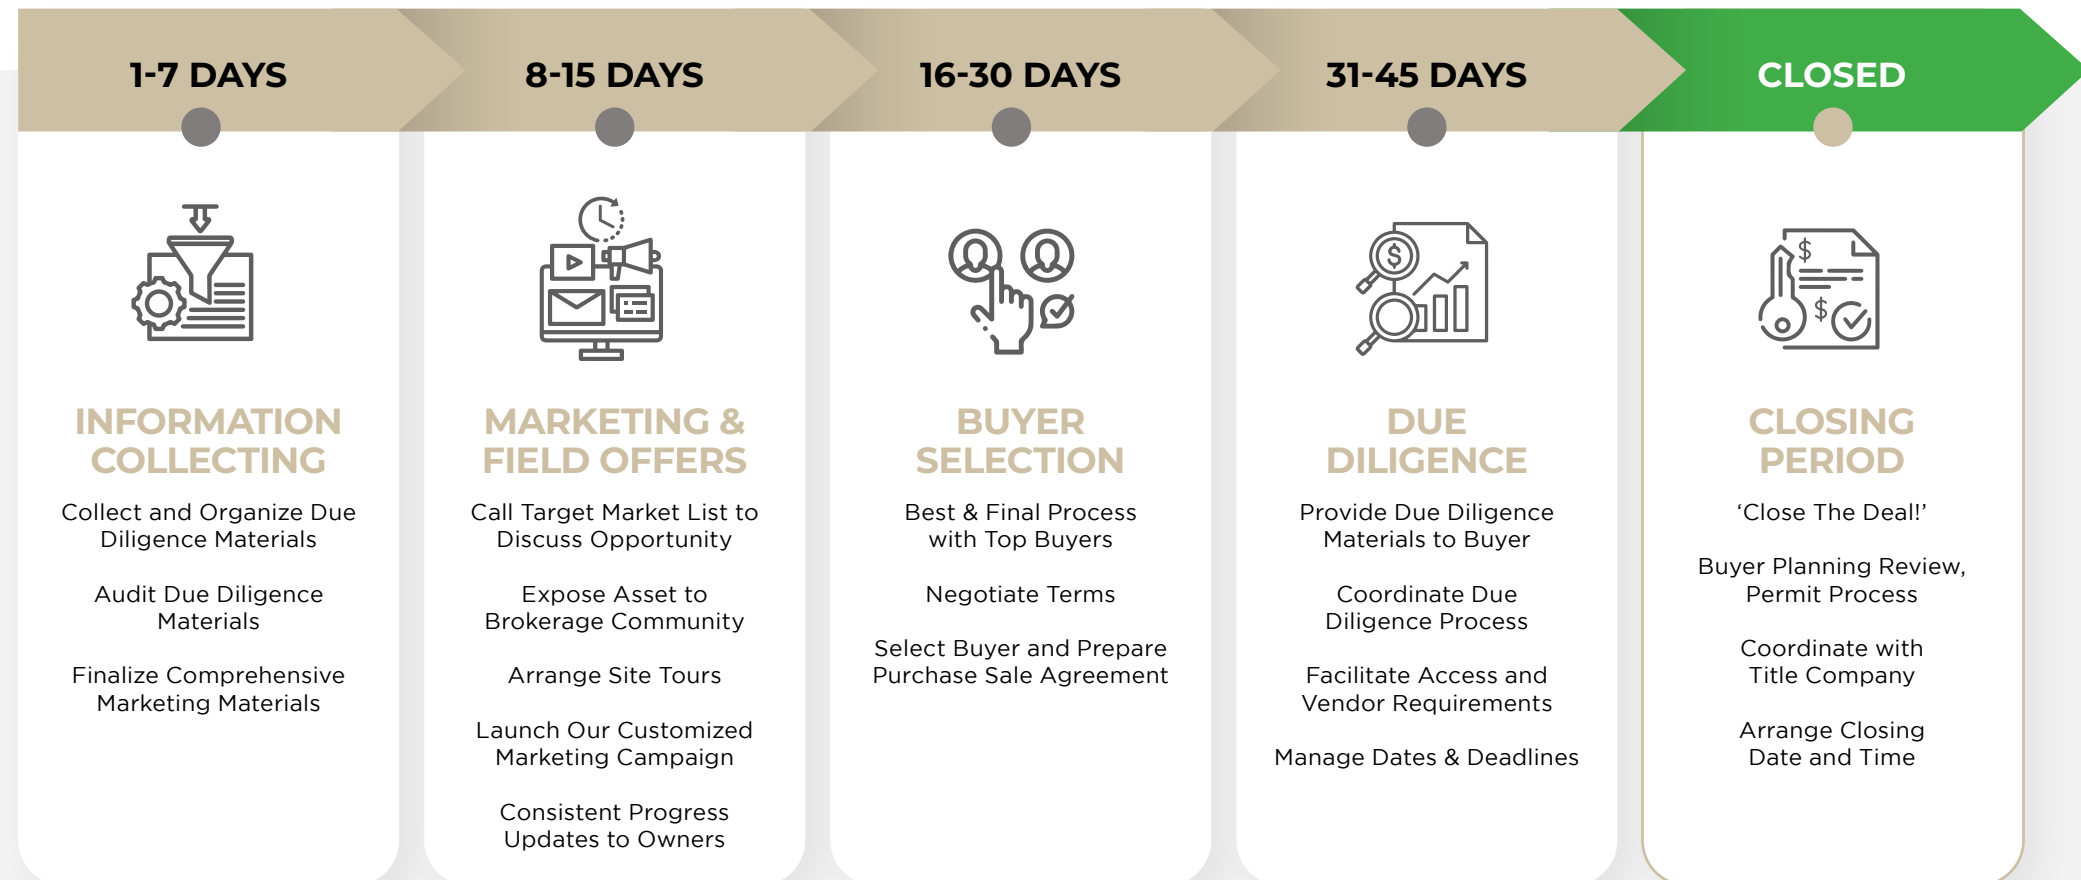 1-7 DAYS
8-15 DAYS
16-30 DAYS
31-45 DAYS
CLOSED
INFORMATION
COLLECTING
Collect and Organize Due
Diligence Materials
Audit Due Diligence
Materials
Finalize Comprehensive
Marketing Materials
MARKETING &
FIELD OFFERS
Call Target Market List to
Discuss Opportunity
Expose Asset to
Brokerage Community
Arrange Site Tours
Launch Our Customized
Marketing Campaign
Consistent Progress
Updates to Owners
BUYER
SELECTION
Best & Final Process
with Top Buyers
Negotiate Terms
Select Buyer and Prepare
Purchase Sale Agreement
$
DUE
DILIGENCE
Provide Due Diligence
Materials to Buyer
Coordinate Due
Diligence Process
Facilitate Access and
Vendor Requirements
Manage Dates & Deadlines
$
$
CLOSING
PERIOD
‘Close The Deal!’
Buyer Planning Review,
Permit Process
Coordinate with
Title Company
Arrange Closing
Date and Time